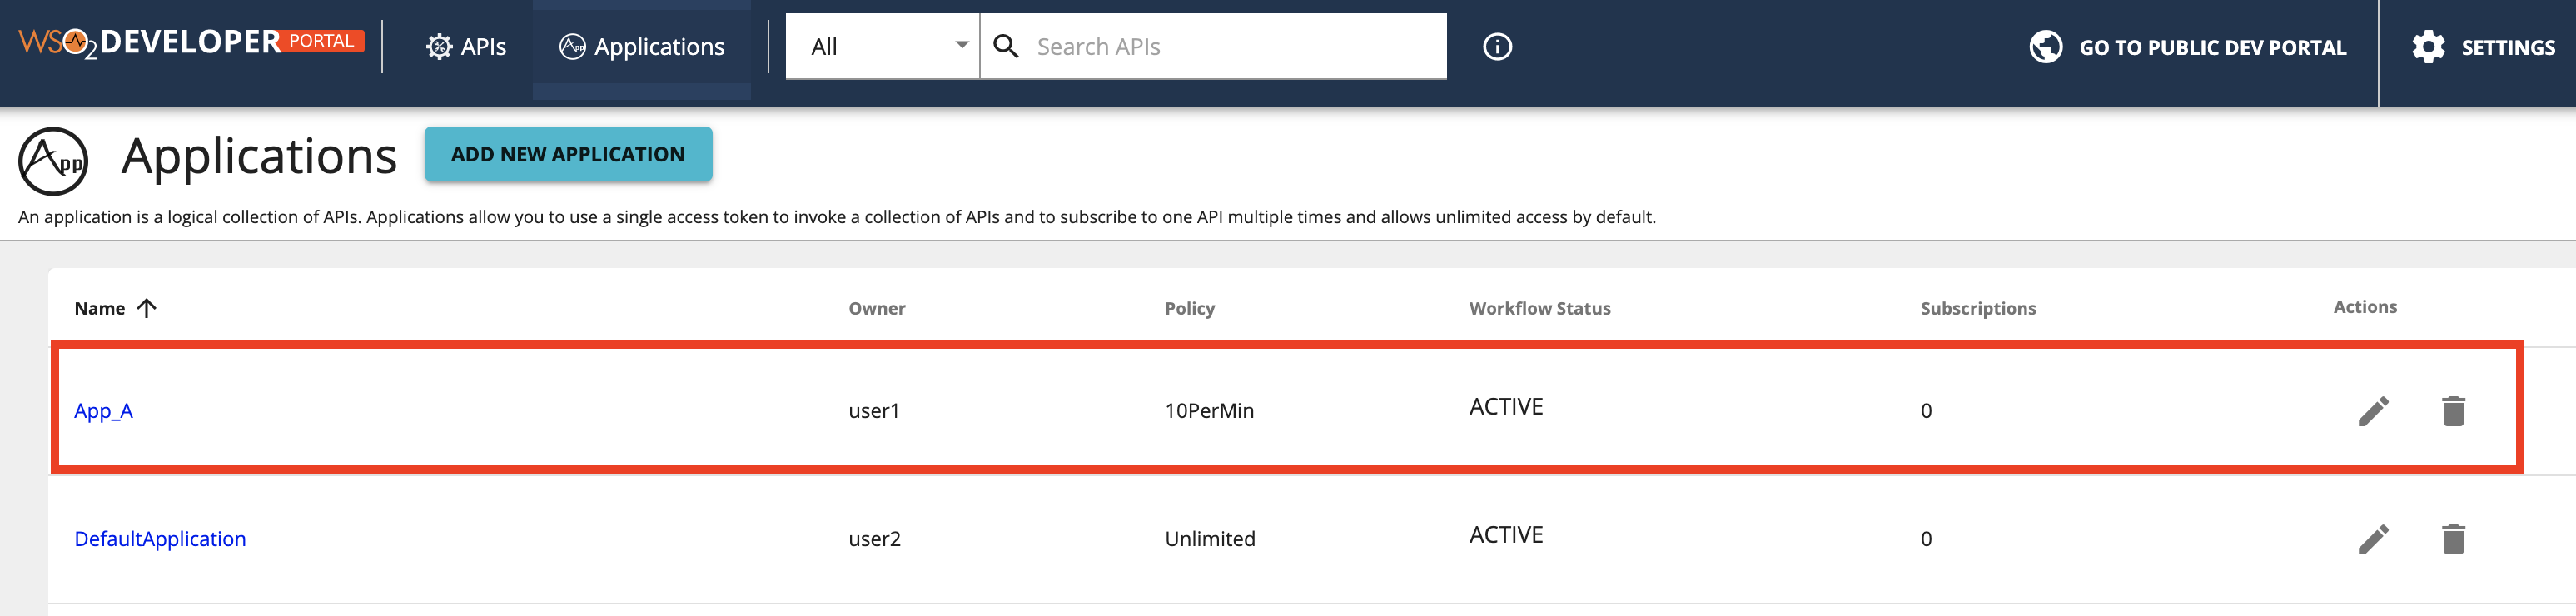 WSO2 DEVELOPER PORTAL APIs App Applications All Search APIs GO TO PUBLIC DEV PORTAL SETTINGS
App Applications ADD NEW APPLICATION
An application is a logical collection of APIs. Applications allow you to use a single access token to invoke a collection of APIs and to subscribe to one API multiple times and allows unlimited access by default.
Name Owner Policy Workflow Status Subscriptions Actions
App_A user1 10PerMin ACTIVE 0
DefaultApplication user2 Unlimited ACTIVE 0